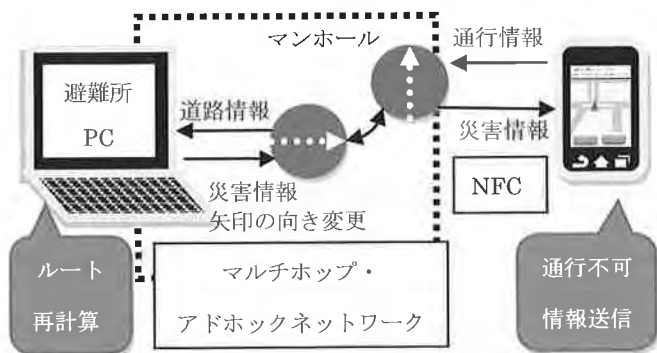 マンホール
通行情報
避難所
PC
道路情報
災害情報
NFC
災害情報
矢印の向き変更
ルート
再計算
マルチホップ・
アドホックネットワーク
通行不可
情報送信